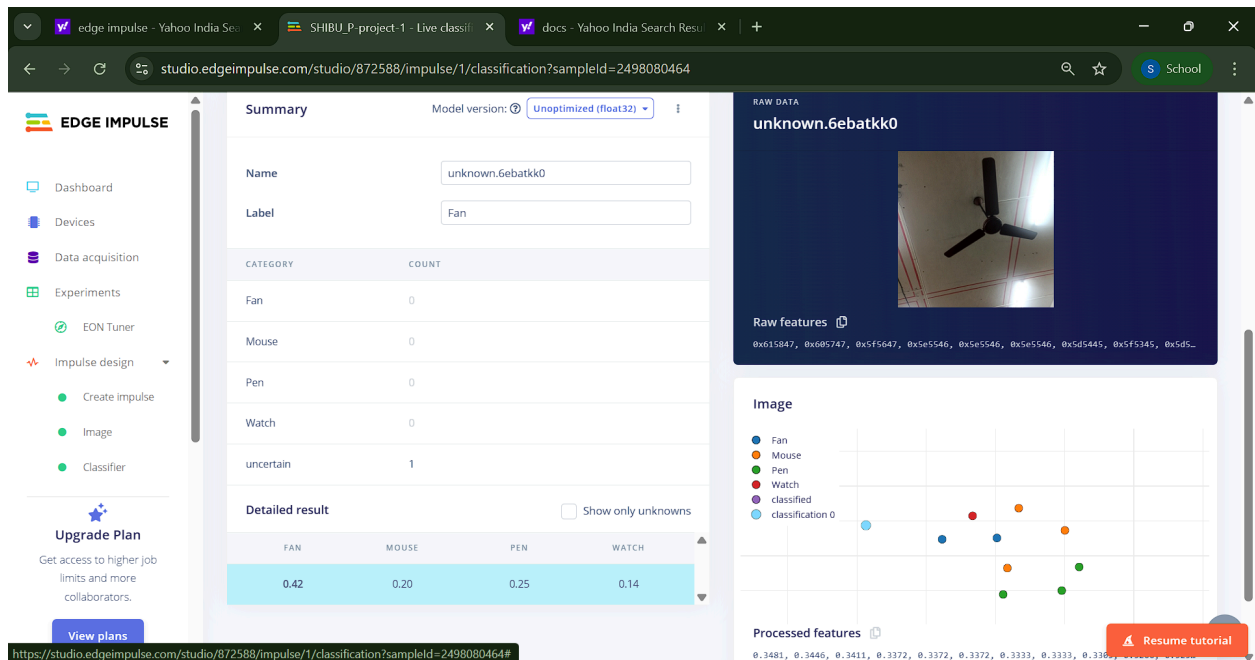 edge impulse - Yahoo India Sea
SHIBU_P-project-1 - Live classifi
docs - Yahoo India Search Resul
studio.edgeimpulse.com/studio/872588/impulse/1/classification?sampleId=2498080464
S School
EDGE IMPULSE
Dashboard
Devices
Data acquisition
Experiments
EON Tuner
Impulse design
Create impulse
Image
Classifier
Upgrade Plan
Get access to higher job
limits and more
collaborators.
View plans
https://studio.edgeimpulse.com/studio/872588/impulse/1/classification?sampleId=2498080464#
Summary
Model version: Unoptimized (float32)
Name unknown.6ebatkk0
Label Fan
CATEGORY COUNT
Fan 0
Mouse 0
Pen 0
Watch 0
uncertain 1
Detailed result Show only unknowns
FAN MOUSE PEN WATCH
0.42 0.20 0.25 0.14
RAW DATA
unknown.6ebatkk0
Raw features
0x615847, 0x605747, 0x5f5647, 0x5e5546, 0x5e5546, 0x5e5546, 0x5d5445, 0x5f5345, 0x5d5…
Image
Fan
Mouse
Pen
Watch
classified
classification 0
Processed features
0.3481, 0.3446, 0.3411, 0.3372, 0.3372, 0.3372, 0.3333, 0.3333,
Resume tutorial